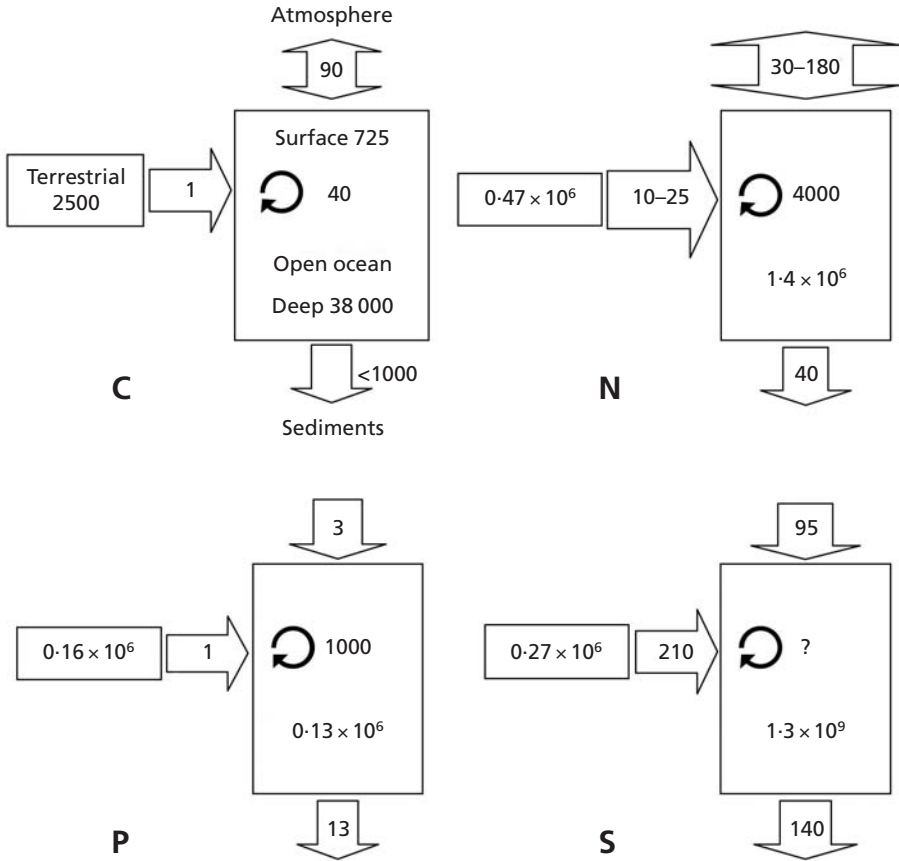 Atmosphere
90
Surface 725
Terrestrial
2500
1
40
Open ocean
Deep 38 000
<1000
C
Sediments
30–180
0·47 × 10⁶
10–25
4000
1·4 × 10⁶
40
N
3
0·16 × 10⁶
1
1000
0·13 × 10⁶
13
P
95
0·27 × 10⁶
210
?
1·3 × 10⁹
140
S